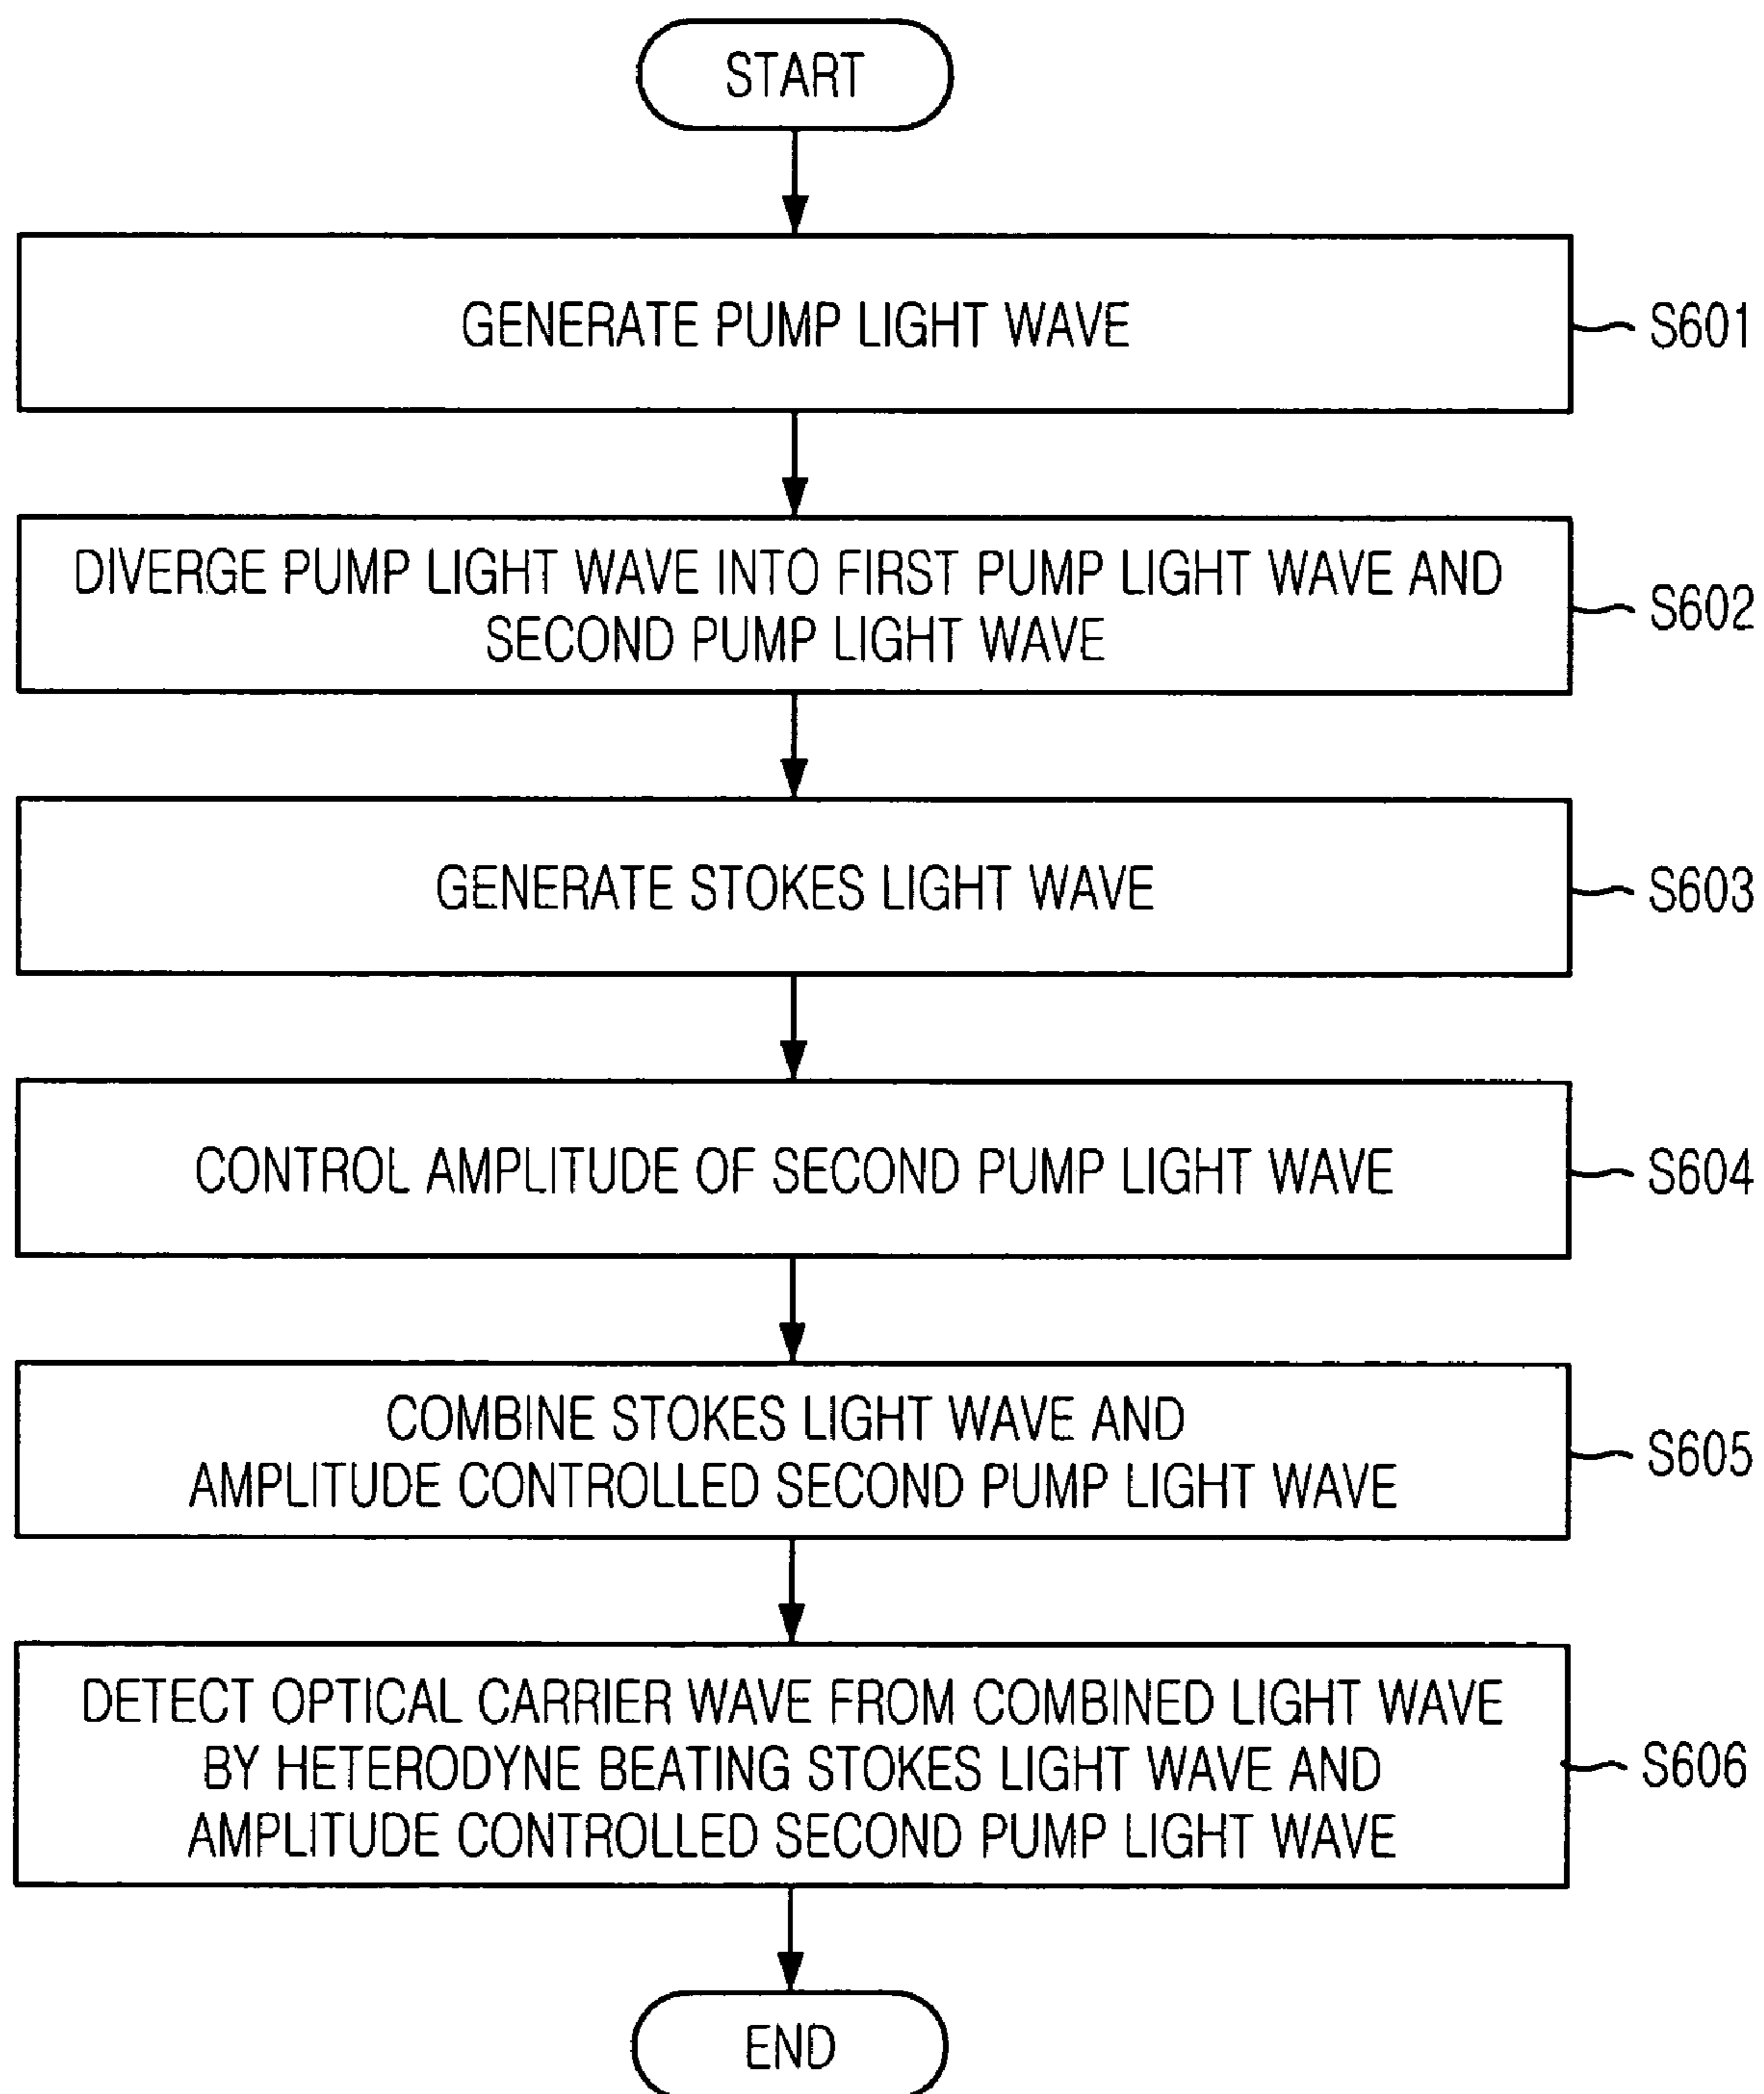 START
GENERATE PUMP LIGHT WAVE
S601
DIVERGE PUMP LIGHT WAVE INTO FIRST PUMP LIGHT WAVE AND
SECOND PUMP LIGHT WAVE
S602
GENERATE STOKES LIGHT WAVE
S603
CONTROL AMPLITUDE OF SECOND PUMP LIGHT WAVE
S604
COMBINE STOKES LIGHT WAVE AND
AMPLITUDE CONTROLLED SECOND PUMP LIGHT WAVE
S605
DETECT OPTICAL CARRIER WAVE FROM COMBINED LIGHT WAVE
BY HETERODYNE BEATING STOKES LIGHT WAVE AND
AMPLITUDE CONTROLLED SECOND PUMP LIGHT WAVE
S606
END